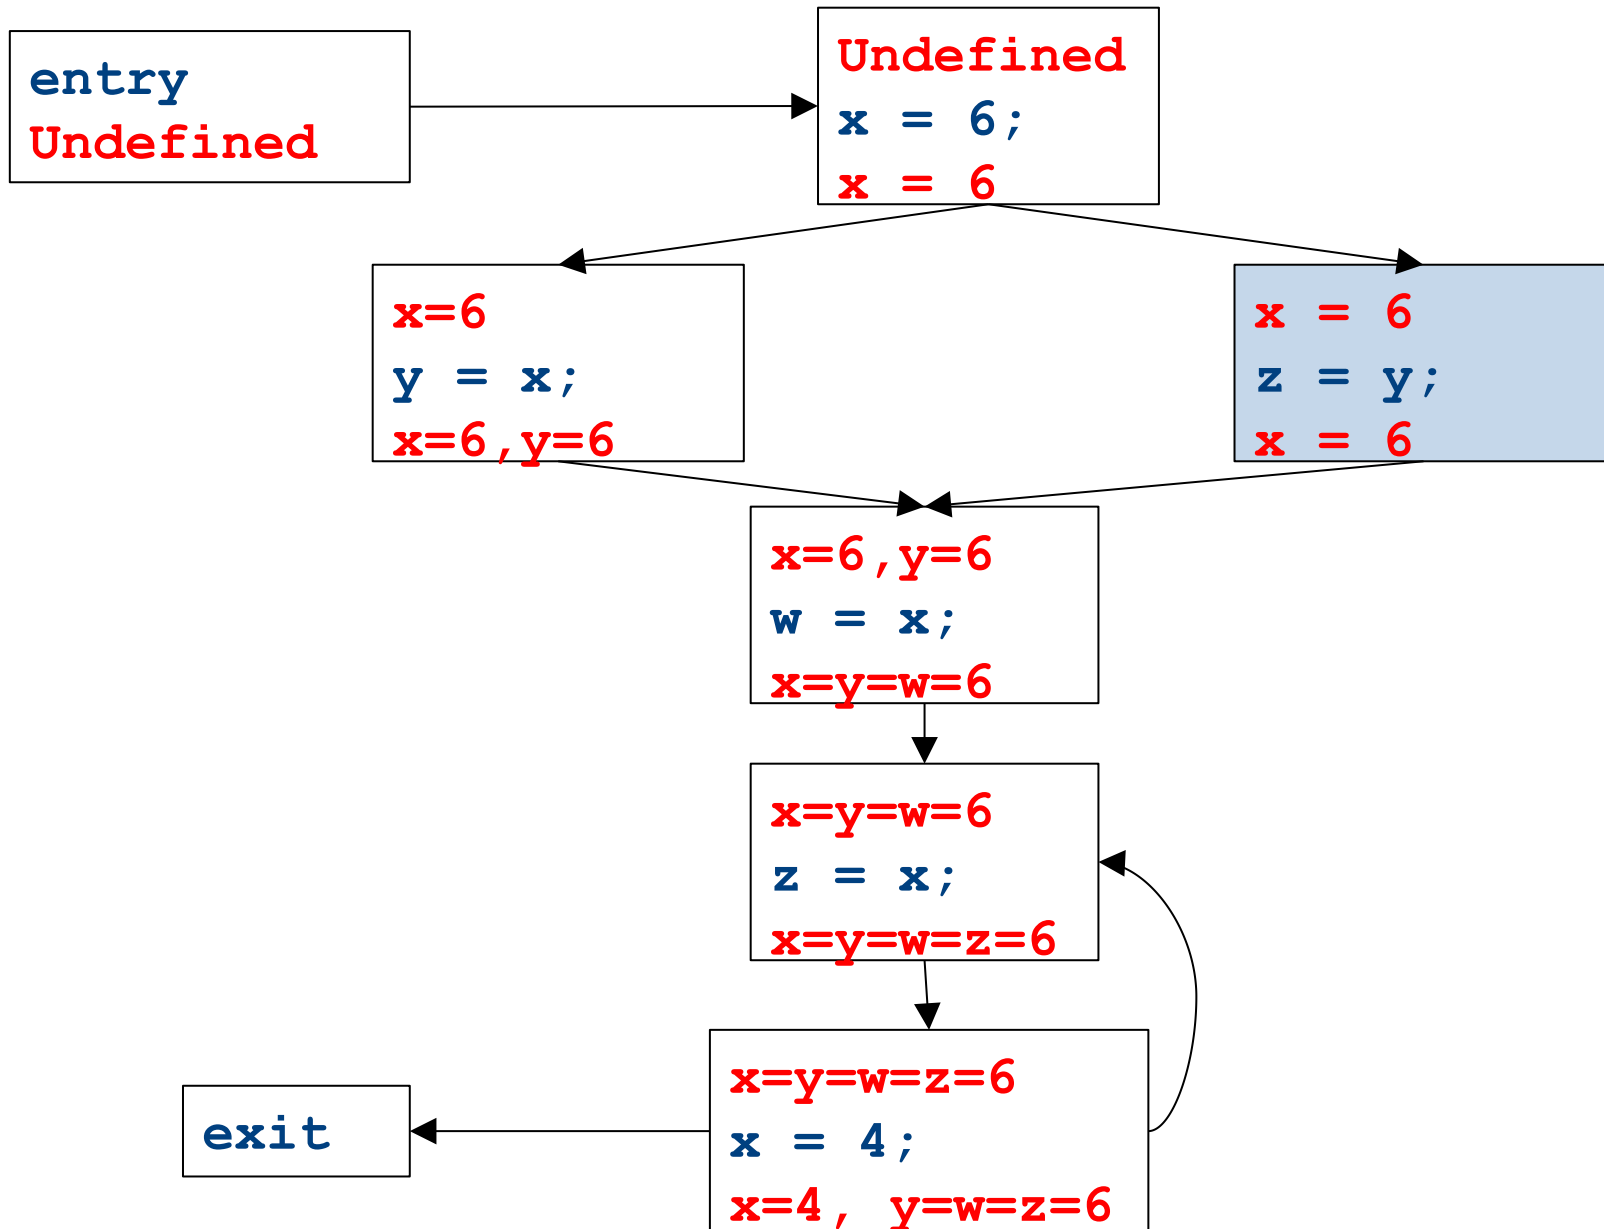 entry
Undefined
Undefined
x = 6;
x = 6
x=6
y = x;
x=6,y=6
x = 6
z = y;
x = 6
x=6,y=6
w = x;
x=y=w=6
x=y=w=6
z = x;
x=y=w=z=6
x=y=w=z=6
x = 4;
x=4, y=w=z=6
exit